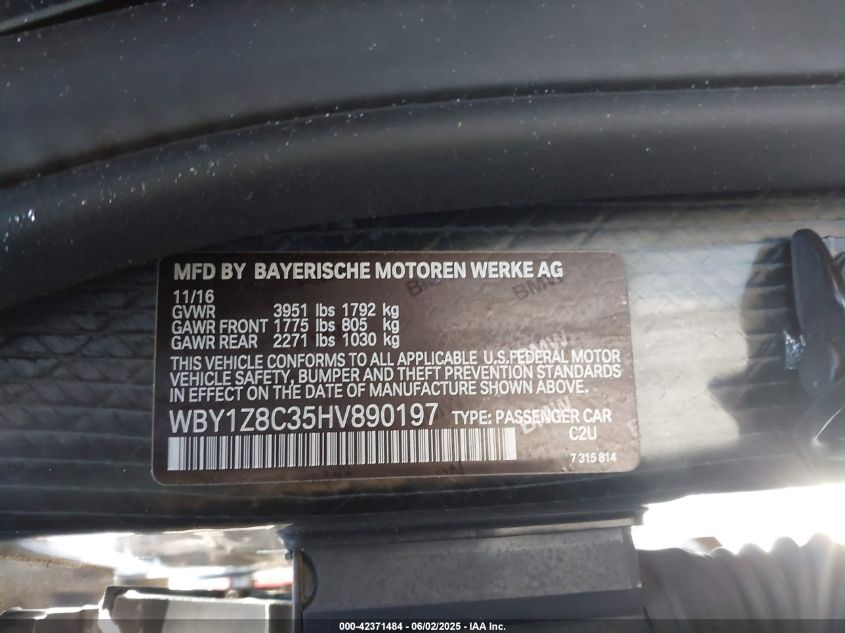 MFD BY BAYERISCHE MOTOREN WERKE AG
11/16
GVWR 3951 lbs 1792 kg
GAWR FRONT 1775 lbs 805 kg
GAWR REAR 2271 lbs 1030 kg
THIS VEHICLE CONFORMS TO ALL APPLICABLE U.S.FEDERAL MOTOR
VEHICLE SAFETY, BUMPER AND THEFT PREVENTION STANDARDS
IN EFFECT ON THE DATE OF MANUFACTURE SHOWN ABOVE.
WBY1Z8C35HV890197 TYPE: PASSENGER CAR
C2U
7 315 814
000-42371484 | 06/02/2025 - IAA Inc.